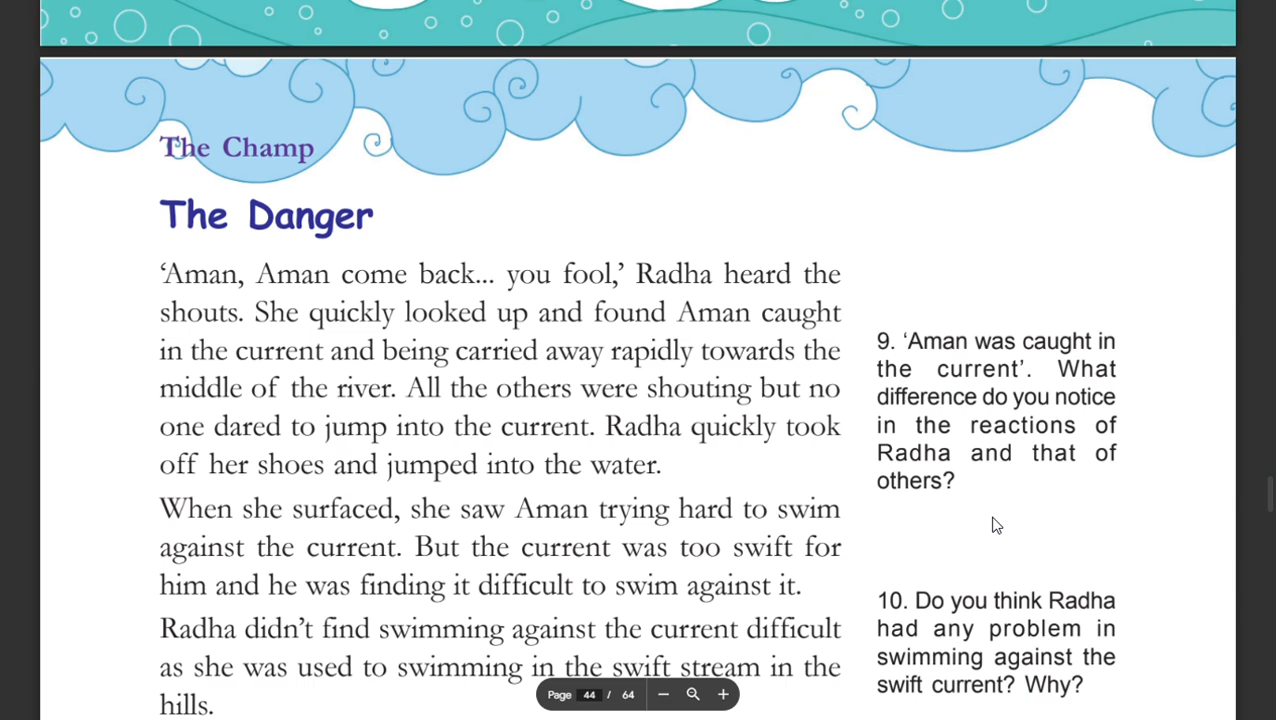 The Champ
The Danger
‘Aman, Aman come back... you fool,’ Radha heard the
shouts. She quickly looked up and found Aman caught
in the current and being carried away rapidly towards the
middle of the river. All the others were shouting but no
one dared to jump into the current. Radha quickly took
off her shoes and jumped into the water.
When she surfaced, she saw Aman trying hard to swim
against the current. But the current was too swift for
him and he was finding it difficult to swim against it.
Radha didn’t find swimming against the current difficult
as she was used to swimming in the swift stream in the
hills.
9. ‘Aman was caught in
the current’. What
difference do you notice
in the reactions of
Radha and that of
others?
10. Do you think Radha
had any problem in
swimming against the
swift current? Why?
Page 44 / 64